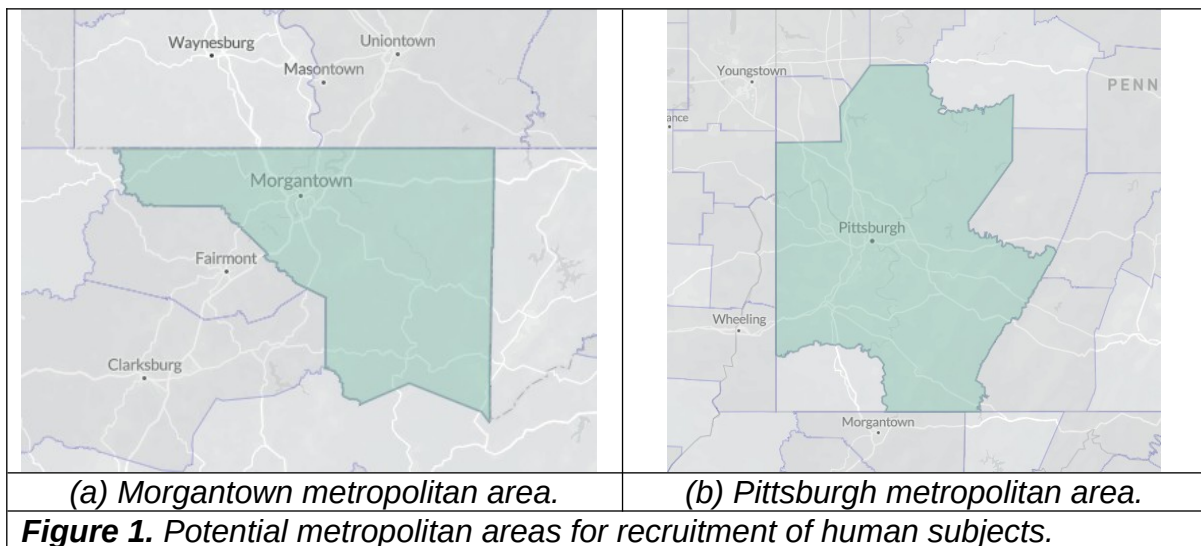 Waynesburg
Uniontown
Masontown
Morgantown
Fairmont
Clarksburg
Youngstown
PENN
ance
Pittsburgh
Wheeling
Morgantown
(a) Morgantown metropolitan area.
(b) Pittsburgh metropolitan area.
Figure 1. Potential metropolitan areas for recruitment of human subjects.